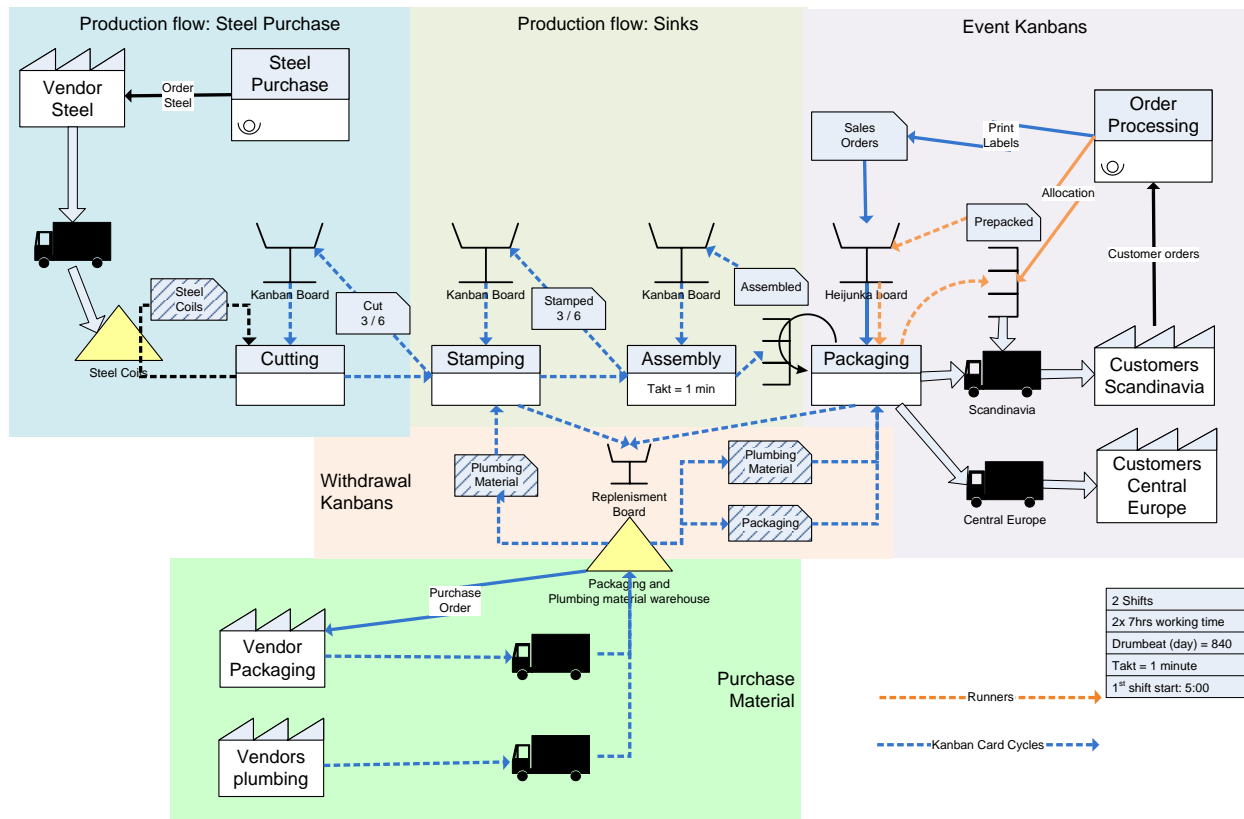 Production flow: Steel Purchase
Production flow: Sinks
Event Kanbans
Vendor
Steel
Order
Steel
Steel
Purchase
Sales
Orders
Print
Labels
Order
Processing
Allocation
Prepacked
Customer orders
Steel
Coils
Kanban Board
Cut
3 / 6
Kanban Board
Stamped
3 / 6
Kanban Board
Assembled
Heijunka board
Steel Coils
Cutting
Stamping
Assembly
Takt = 1 min
Packaging
Scandinavia
Customers
Scandinavia
Withdrawal
Kanbans
Plumbing
Material
Replenisment
Board
Plumbing
Material
Packaging
Central Europe
Customers
Central
Europe
Packaging and
Plumbing material warehouse
Purchase
Order
Vendor
Packaging
Vendors
plumbing
Purchase
Material
2 Shifts
2x 7hrs working time
Drumbeat (day) = 840
Takt = 1 minute
1st shift start: 5:00
Runners
Kanban Card Cycles